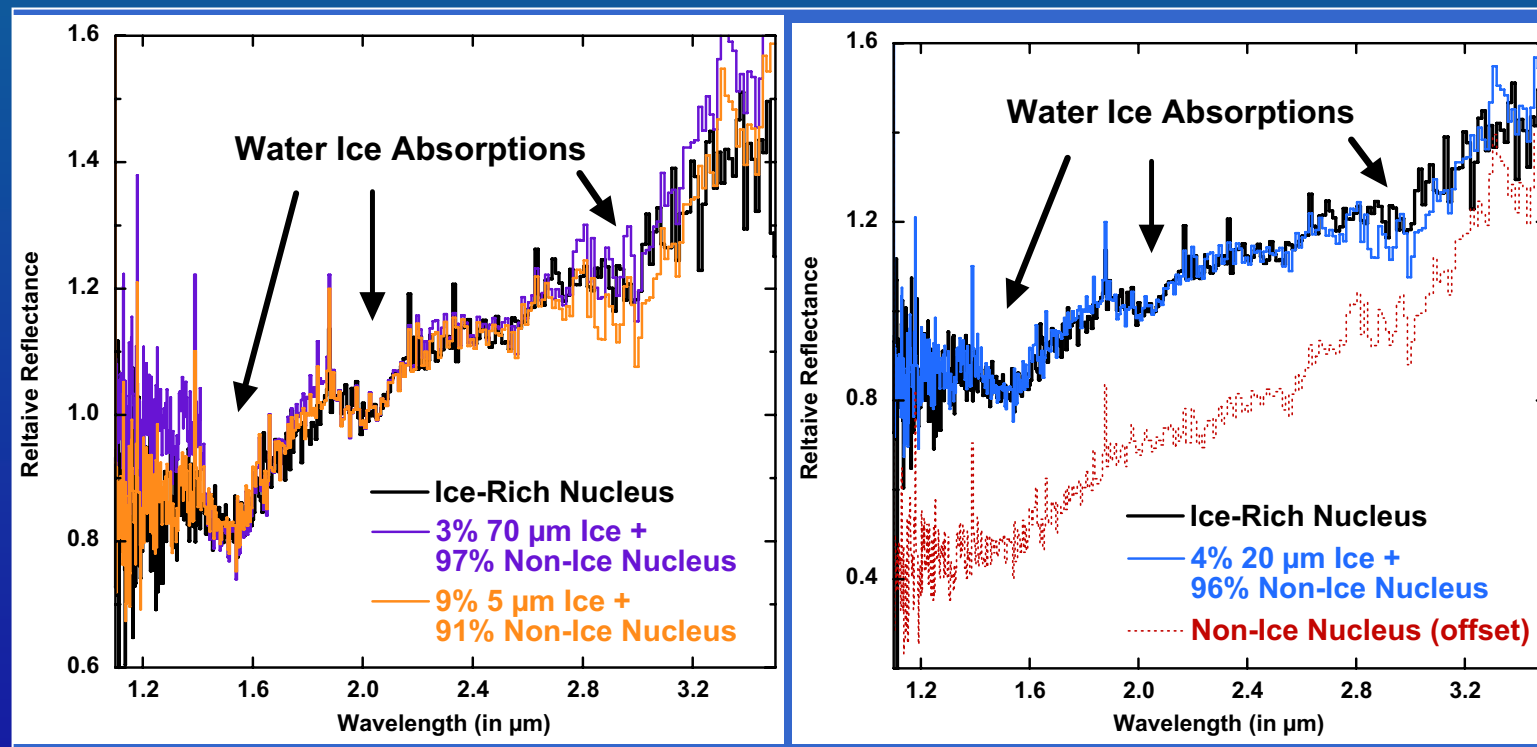 1.6
1.4
1.2
1.0
0.8
0.6
Reltaive Reflectance
Water Ice Absorptions
Ice-Rich Nucleus
3% 70 µm Ice +
97% Non-Ice Nucleus
9% 5 µm Ice +
91% Non-Ice Nucleus
1.2 1.6 2.0 2.4 2.8 3.2
Wavelength (in µm)
1.6
1.2
0.8
0.4
Reltaive Reflectance
Water Ice Absorptions
Ice-Rich Nucleus
4% 20 µm Ice +
96% Non-Ice Nucleus
Non-Ice Nucleus (offset)
1.2 1.6 2.0 2.4 2.8 3.2
Wavelength (in µm)